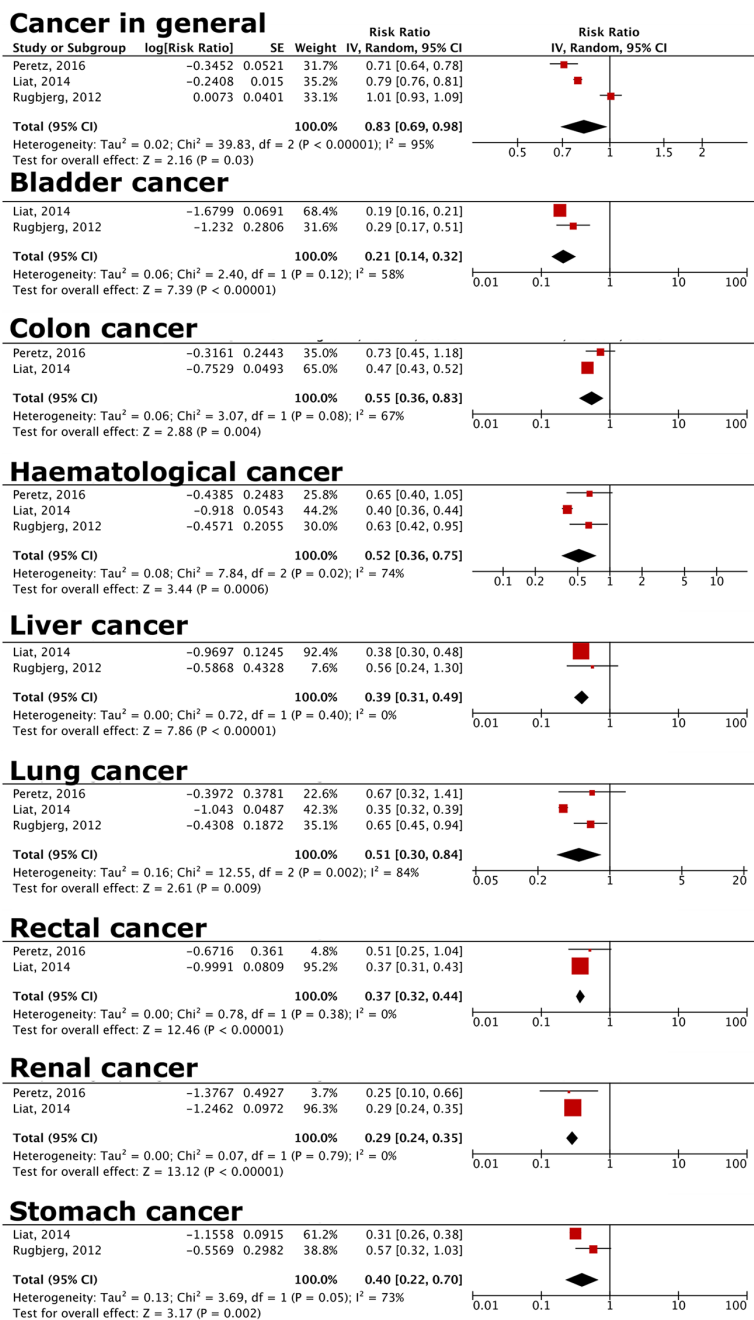 Cancer in general
Risk Ratio Risk Ratio
Study or Subgroup log[Risk Ratio] SE Weight IV, Random, 95% CI IV, Random, 95% CI
Peretz, 2016 −0.3452 0.0521 31.7% 0.71 [0.64, 0.78]
Liat, 2014 −0.2408 0.015 35.2% 0.79 [0.76, 0.81]
Rugbjerg, 2012 0.0073 0.0401 33.1% 1.01 [0.93, 1.09]
Total (95% CI) 100.0% 0.83 [0.69, 0.98]
Heterogeneity: Tau² = 0.02; Chi² = 39.83, df = 2 (P < 0.00001); I² = 95%
Test for overall effect: Z = 2.16 (P = 0.03)
0.5 0.7 1 1.5 2
Bladder cancer
Liat, 2014 −1.6799 0.0691 68.4% 0.19 [0.16, 0.21]
Rugbjerg, 2012 −1.232 0.2806 31.6% 0.29 [0.17, 0.51]
Total (95% CI) 100.0% 0.21 [0.14, 0.32]
Heterogeneity: Tau² = 0.06; Chi² = 2.40, df = 1 (P = 0.12); I² = 58%
Test for overall effect: Z = 7.39 (P < 0.00001)
0.01 0.1 1 10 100
Colon cancer
Peretz, 2016 −0.3161 0.2443 35.0% 0.73 [0.45, 1.18]
Liat, 2014 −0.7529 0.0493 65.0% 0.47 [0.43, 0.52]
Total (95% CI) 100.0% 0.55 [0.36, 0.83]
Heterogeneity: Tau² = 0.06; Chi² = 3.07, df = 1 (P = 0.08); I² = 67%
Test for overall effect: Z = 2.88 (P = 0.004)
0.01 0.1 1 10 100
Haematological cancer
Peretz, 2016 −0.4385 0.2483 25.8% 0.65 [0.40, 1.05]
Liat, 2014 −0.918 0.0543 44.2% 0.40 [0.36, 0.44]
Rugbjerg, 2012 −0.4571 0.2055 30.0% 0.63 [0.42, 0.95]
Total (95% CI) 100.0% 0.52 [0.36, 0.75]
Heterogeneity: Tau² = 0.08; Chi² = 7.84, df = 2 (P = 0.02); I² = 74%
Test for overall effect: Z = 3.44 (P = 0.0006)
0.1 0.2 0.5 1 2 5 10
Liver cancer
Liat, 2014 −0.9697 0.1245 92.4% 0.38 [0.30, 0.48]
Rugbjerg, 2012 −0.5868 0.4328 7.6% 0.56 [0.24, 1.30]
Total (95% CI) 100.0% 0.39 [0.31, 0.49]
Heterogeneity: Tau² = 0.00; Chi² = 0.72, df = 1 (P = 0.40); I² = 0%
Test for overall effect: Z = 7.86 (P < 0.00001)
0.01 0.1 1 10 100
Lung cancer
Peretz, 2016 −0.3972 0.3781 22.6% 0.67 [0.32, 1.41]
Liat, 2014 −1.043 0.0487 42.3% 0.35 [0.32, 0.39]
Rugbjerg, 2012 −0.4308 0.1872 35.1% 0.65 [0.45, 0.94]
Total (95% CI) 100.0% 0.51 [0.30, 0.84]
Heterogeneity: Tau² = 0.16; Chi² = 12.55, df = 2 (P = 0.002); I² = 84%
Test for overall effect: Z = 2.61 (P = 0.009)
0.05 0.2 1 5 20
Rectal cancer
Peretz, 2016 −0.6716 0.361 4.8% 0.51 [0.25, 1.04]
Liat, 2014 −0.9991 0.0809 95.2% 0.37 [0.31, 0.43]
Total (95% CI) 100.0% 0.37 [0.32, 0.44]
Heterogeneity: Tau² = 0.00; Chi² = 0.78, df = 1 (P = 0.38); I² = 0%
Test for overall effect: Z = 12.46 (P < 0.00001)
0.01 0.1 1 10 100
Renal cancer
Peretz, 2016 −1.3767 0.4927 3.7% 0.25 [0.10, 0.66]
Liat, 2014 −1.2462 0.0972 96.3% 0.29 [0.24, 0.35]
Total (95% CI) 100.0% 0.29 [0.24, 0.35]
Heterogeneity: Tau² = 0.00; Chi² = 0.07, df = 1 (P = 0.79); I² = 0%
Test for overall effect: Z = 13.12 (P < 0.00001)
0.01 0.1 1 10 100
Stomach cancer
Liat, 2014 −1.1558 0.0915 61.2% 0.31 [0.26, 0.38]
Rugbjerg, 2012 −0.5569 0.2982 38.8% 0.57 [0.32, 1.03]
Total (95% CI) 100.0% 0.40 [0.22, 0.70]
Heterogeneity: Tau² = 0.13; Chi² = 3.69, df = 1 (P = 0.05); I² = 73%
Test for overall effect: Z = 3.17 (P = 0.002)
0.01 0.1 1 10 100